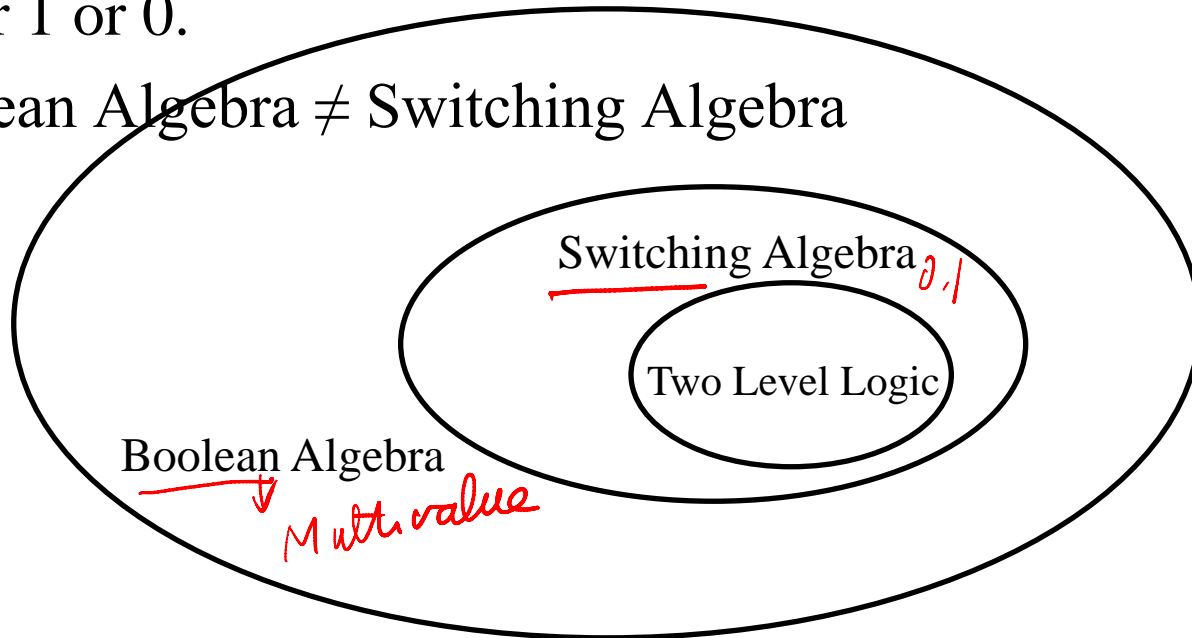 r 1 or 0.
ean Algebra ≠ Switching Algebra
Switching Algebra 0,1
Two Level Logic
Boolean Algebra
Multivalue